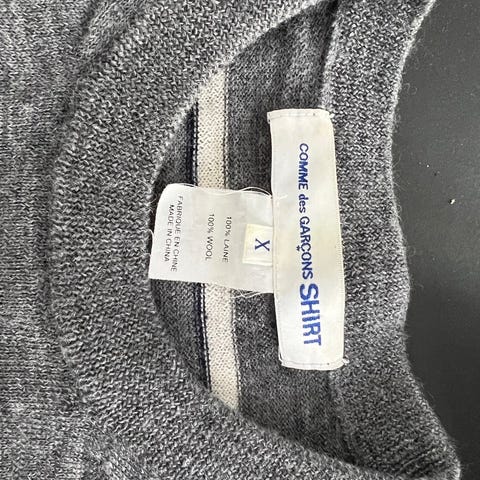 COMME des GARÇONS SHIRT
X
100% LAINE
100% WOOL
FABRIQUE EN CHINE
MADE IN CHINA